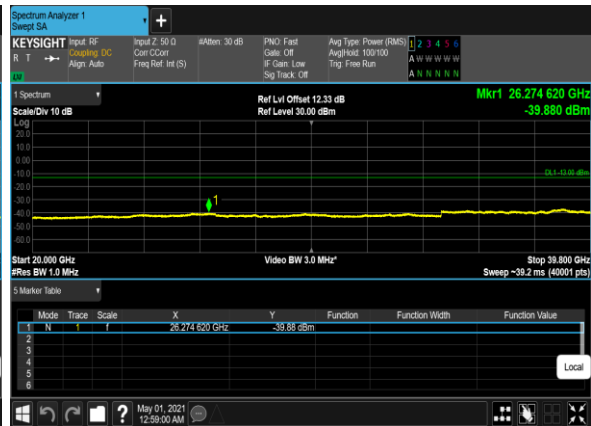 Spectrum Analyzer 1
Swept SA
KEYSIGHT
R T
LW
Input: RF
Coupling: DC
Align: Auto
Input Z: 50 Ω
Corr CCorr
Freq Ref: Int (S)
#Atten: 30 dB
PNO: Fast
Gate: Off
IF Gain: Low
Sig Track: Off
Avg Type: Power (RMS)
Avg|Hold: 100/100
Trig: Free Run
1 2 3 4 5 6
A W W W W W
A N N N N N
1 Spectrum
Scale/Div 10 dB
Ref Lvl Offset 12.33 dB
Ref Level 30.00 dBm
Mkr1 26.274 620 GHz
-39.880 dBm
Log
20.0
10.0
0.00
-10.0
-20.0
-30.0
-40.0
-50.0
-60.0
DL1 -13.00 dBm
1
Start 20.000 GHz
#Res BW 1.0 MHz
Video BW 3.0 MHz*
Stop 39.800 GHz
Sweep ~39.2 ms (40001 pts)
5 Marker Table
Mode Trace Scale X Y Function Function Width Function Value
1 N 1 f 26.274 620 GHz -39.88 dBm
2
3
4
5
6
Local
May 01, 2021
12:59:00 AM